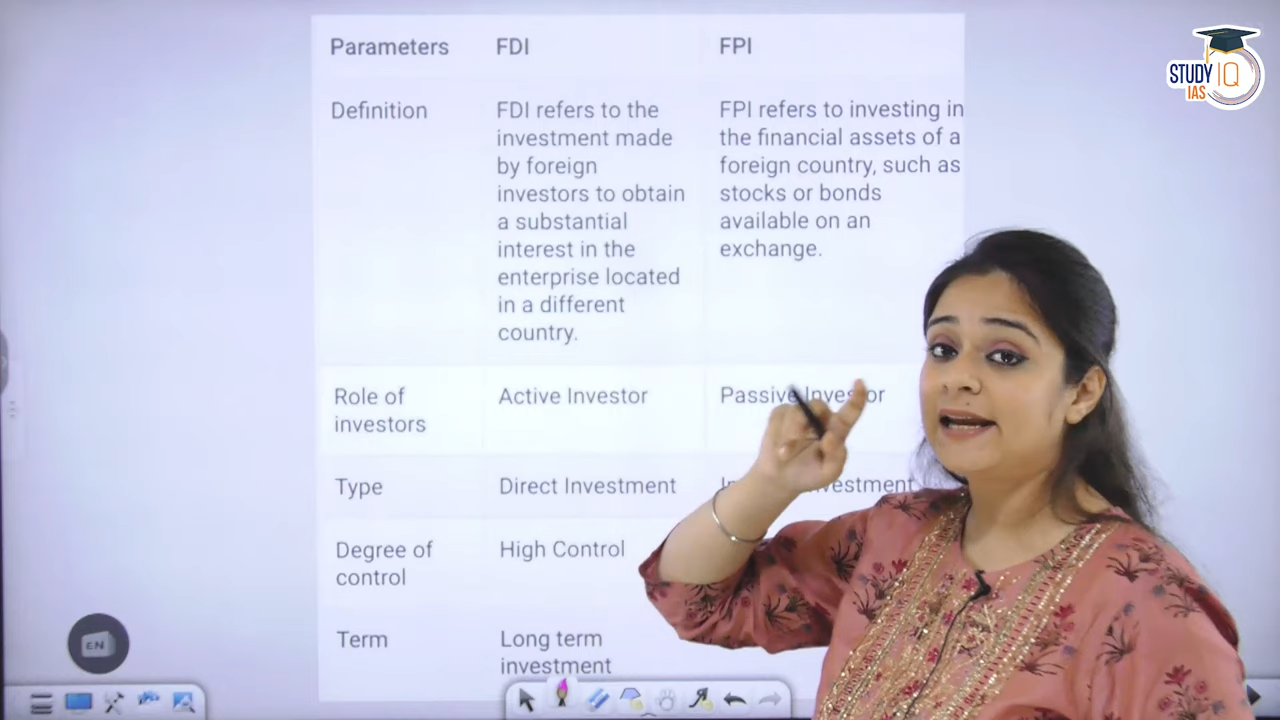 Parameters
FDI
FPI
Definition
FDI refers to the
investment made
by foreign
investors to obtain
a substantial
interest in the
enterprise located
in a different
country.
FPI refers to investing in
the financial assets of a
foreign country, such as
stocks or bonds
available on an
exchange.
Role of
investors
Active Investor
Passive Investor
Type
Direct Investment
Investment
Degree of
control
High Control
Term
Long term
investment
EN
STUDY IQ
IAS